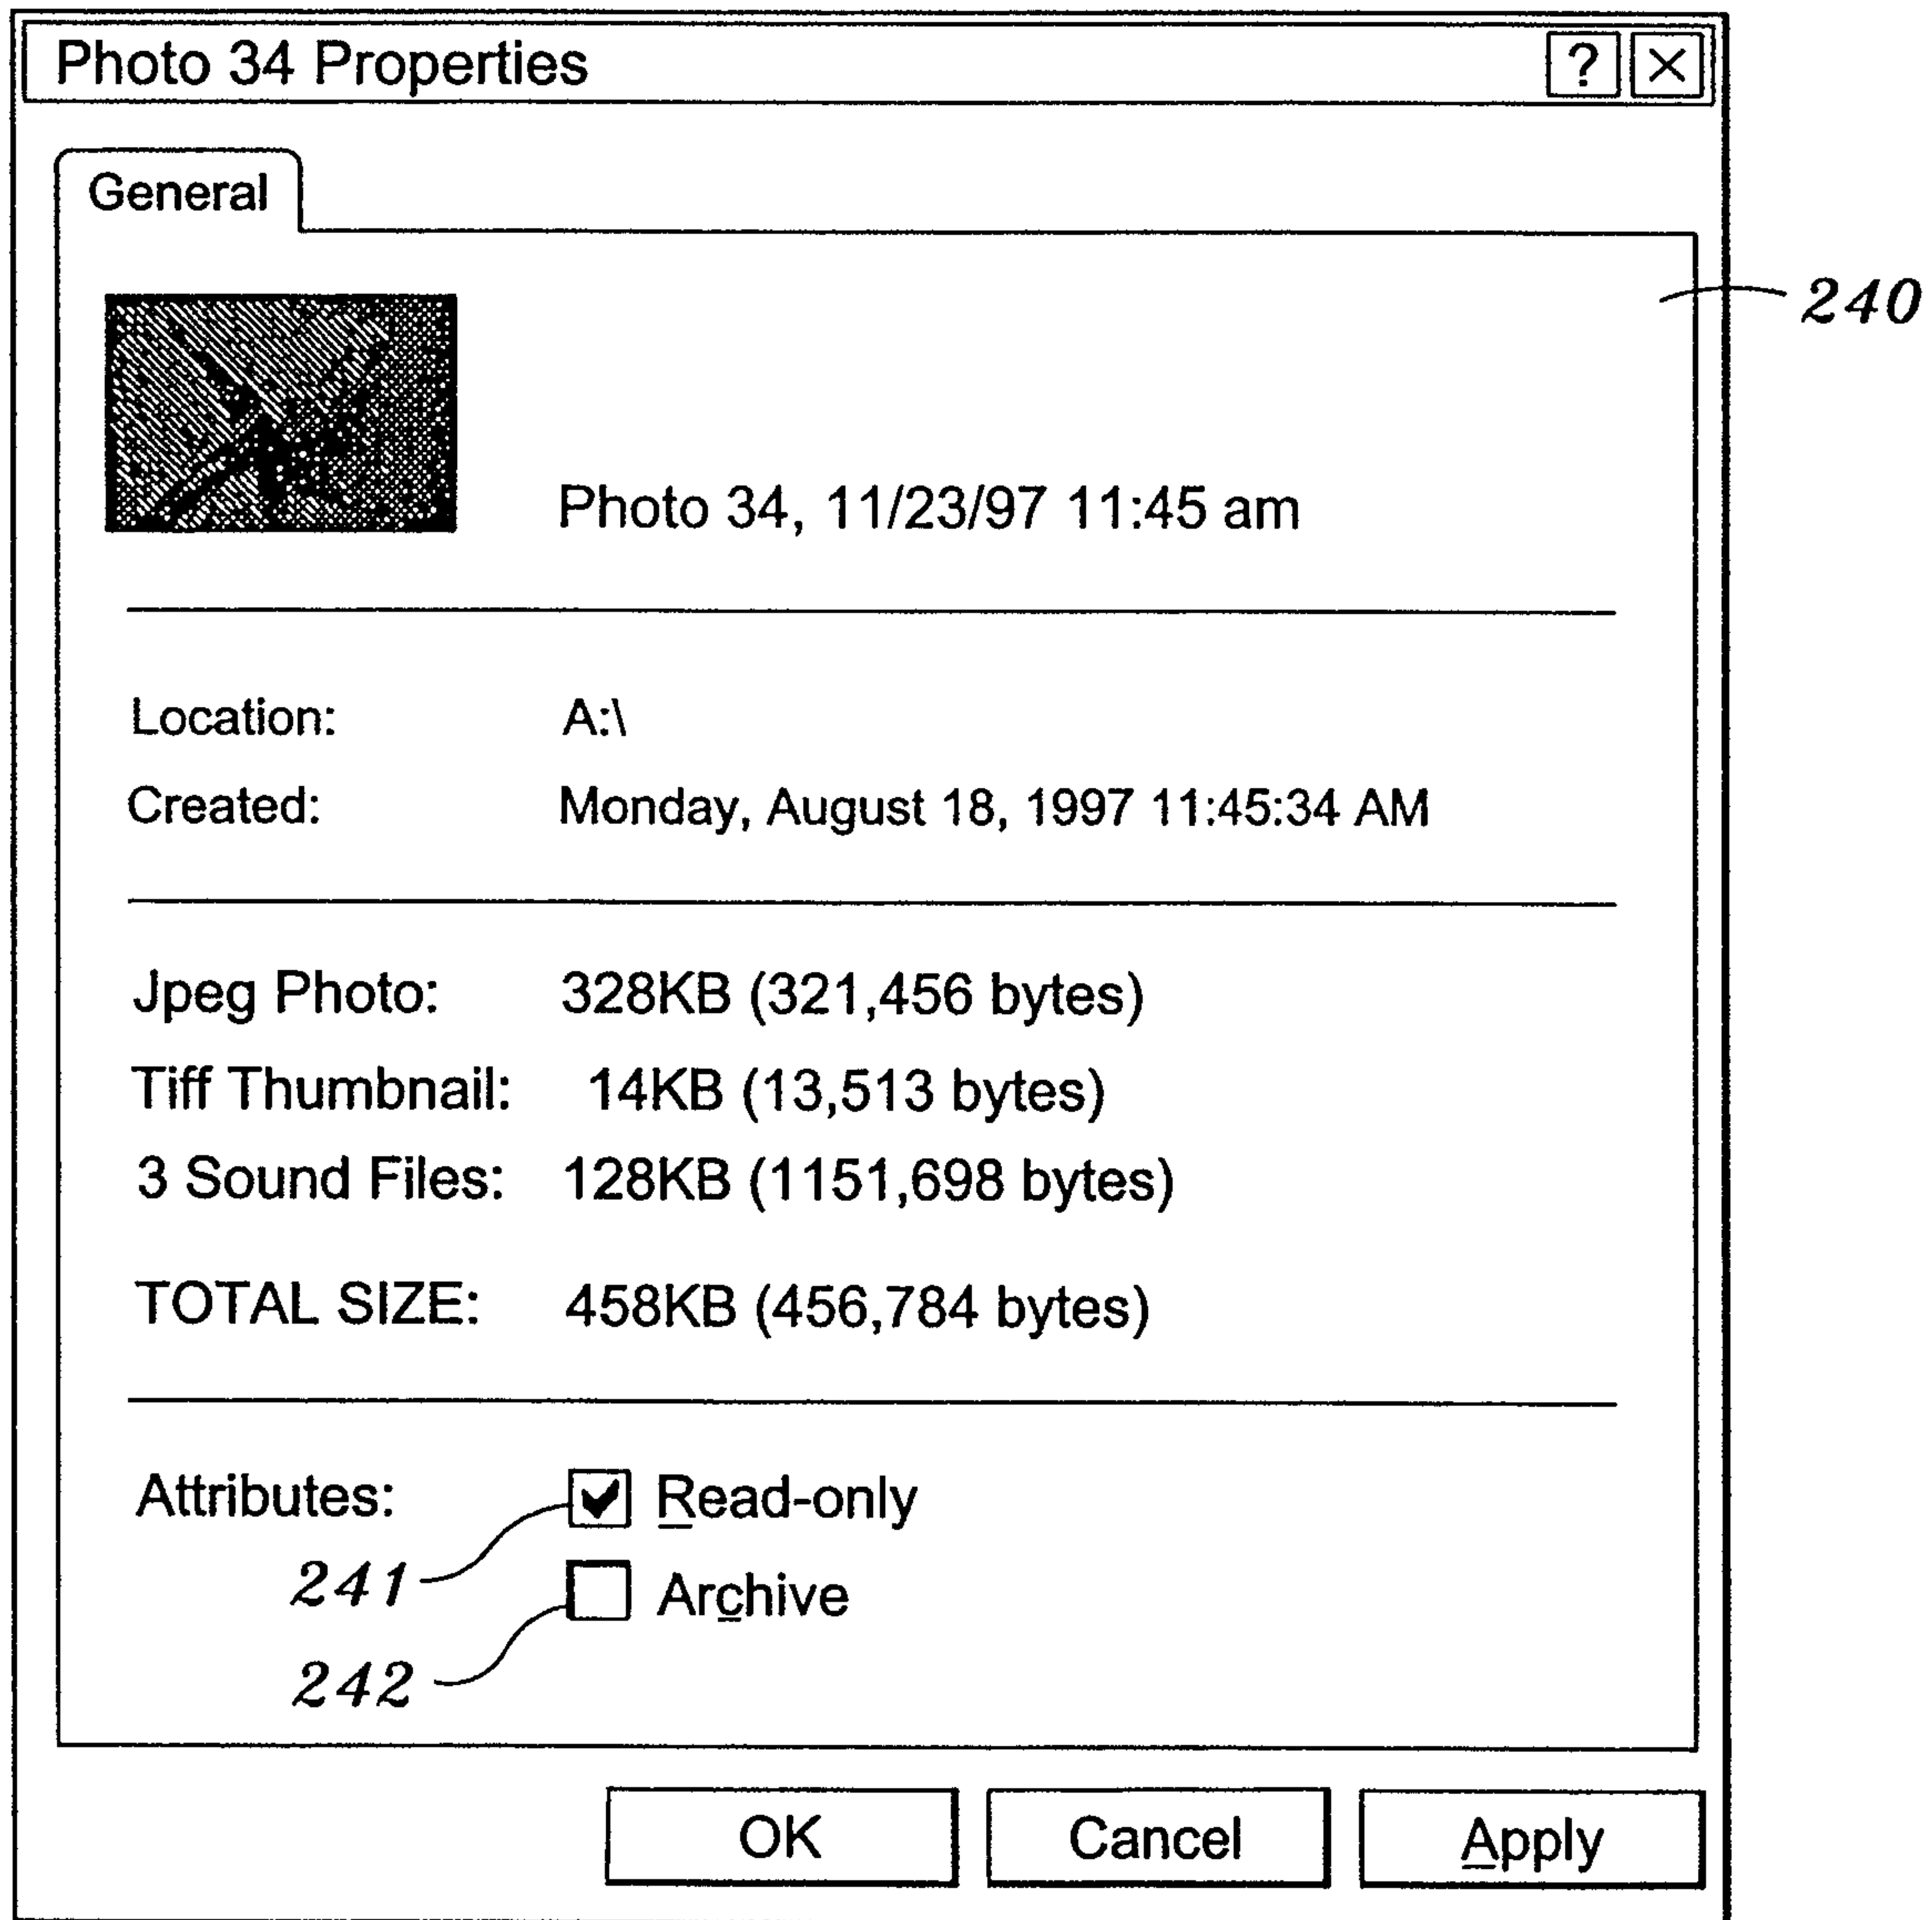 Photo 34 Properties ? ×
General
240
Photo 34, 11/23/97 11:45 am
Location: A:\
Created: Monday, August 18, 1997 11:45:34 AM
Jpeg Photo: 328KB (321,456 bytes)
Tiff Thumbnail: 14KB (13,513 bytes)
3 Sound Files: 128KB (1151,698 bytes)
TOTAL SIZE: 458KB (456,784 bytes)
Attributes: Read-only
241
Archive
242
OK Cancel Apply